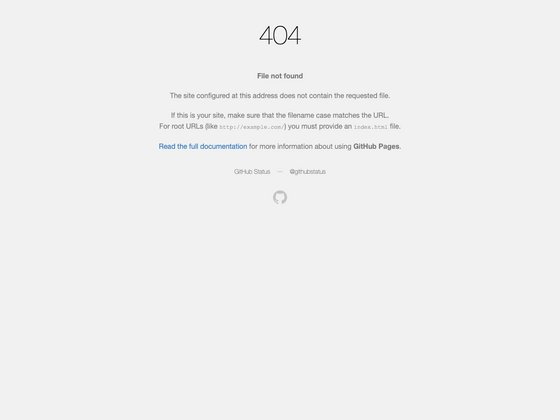 404
File not found
The site configured at this address does not contain the requested file.
If this is your site, make sure that the filename case matches the URL.
For root URLs (like http://example.com/) you must provide an index.html file.
Read the full documentation for more information about using GitHub Pages.
GitHub Status — @githubstatus